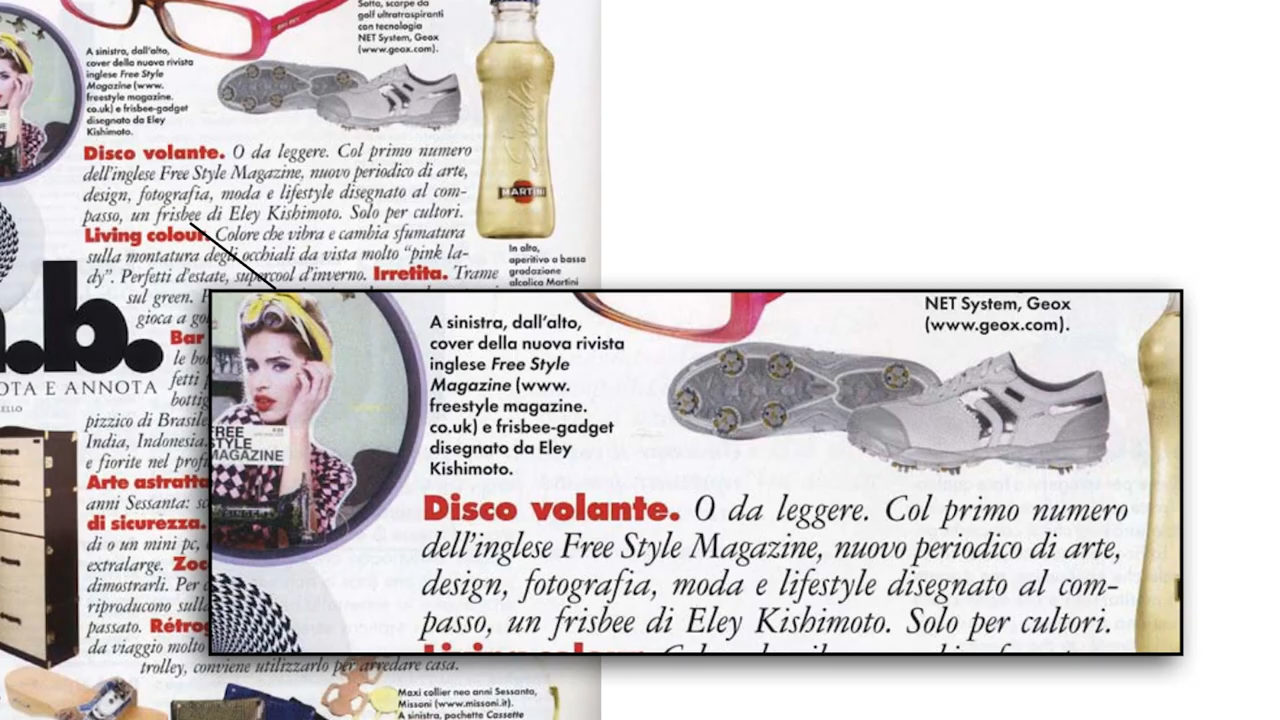 Sotto, scarpe da
golf ultratraspiranti
con tecnologia
NET System, Geox
(www.geox.com).
A sinistra, dall'alto,
cover della nuova rivista
inglese Free Style
Magazine (www.
freestyle magazine.
co.uk) e frisbee-gadget
disegnato da Eley
Kishimoto.
Disco volante. O da leggere. Col primo numero
dell'inglese Free Style Magazine, nuovo periodico di arte,
design, fotografia, moda e lifestyle disegnato al com-
passo, un frisbee di Eley Kishimoto. Solo per cultori.
Living colour. Colore che vibra e cambia sfumatura
sulla montatura degli occhiali da vista molto "pink la-
dy". Perfetti d'estate, supercool d'inverno. Irretita. Trame
sul green.
gioca a
MARTINI
In alto,
aperitivo a bassa
gradazione
alcolica Martini
.b.
OTA E ANNOTA
Bar
le
fetti
pizzico di Brasile
India, Indonesia.
e fiorite nel
Arte astratta
anni Sessanta:
di sicurezza.
di o un mini pc,
extralarge.
dimostrarli. Per
riproducono
passato.
da viaggio molto
trolley, conviene utilizzarlo per arredare casa.
Maxi collier neo anni Sessanta,
Missoni (www.missoni.it).
A sinistra, pochette Cassette
NET System, Geox
(www.geox.com).
A sinistra, dall'alto,
cover della nuova rivista
inglese Free Style
Magazine (www.
freestyle magazine.
co.uk) e frisbee-gadget
disegnato da Eley
Kishimoto.
FREE
STYLE
MAGAZINE
Disco volante. O da leggere. Col primo numero
dell'inglese Free Style Magazine, nuovo periodico di arte,
design, fotografia, moda e lifestyle disegnato al com-
passo, un frisbee di Eley Kishimoto. Solo per cultori.